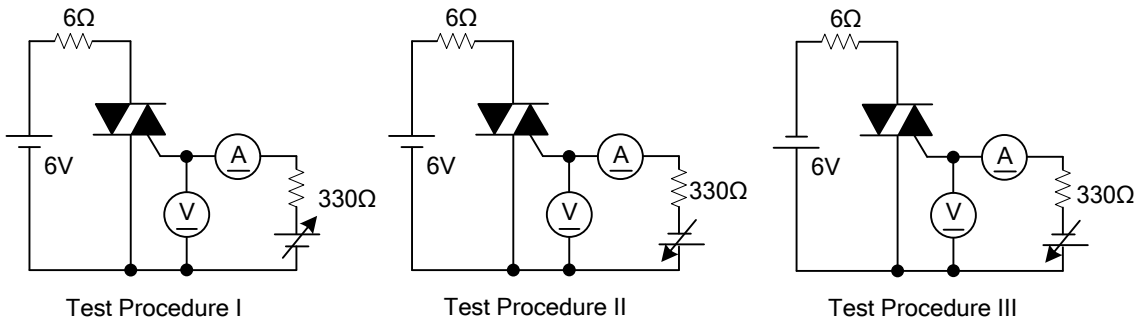 6Ω
6V
A
V
330Ω
Test Procedure I
6Ω
6V
A
V
330Ω
Test Procedure II
6Ω
6V
A
V
330Ω
Test Procedure III